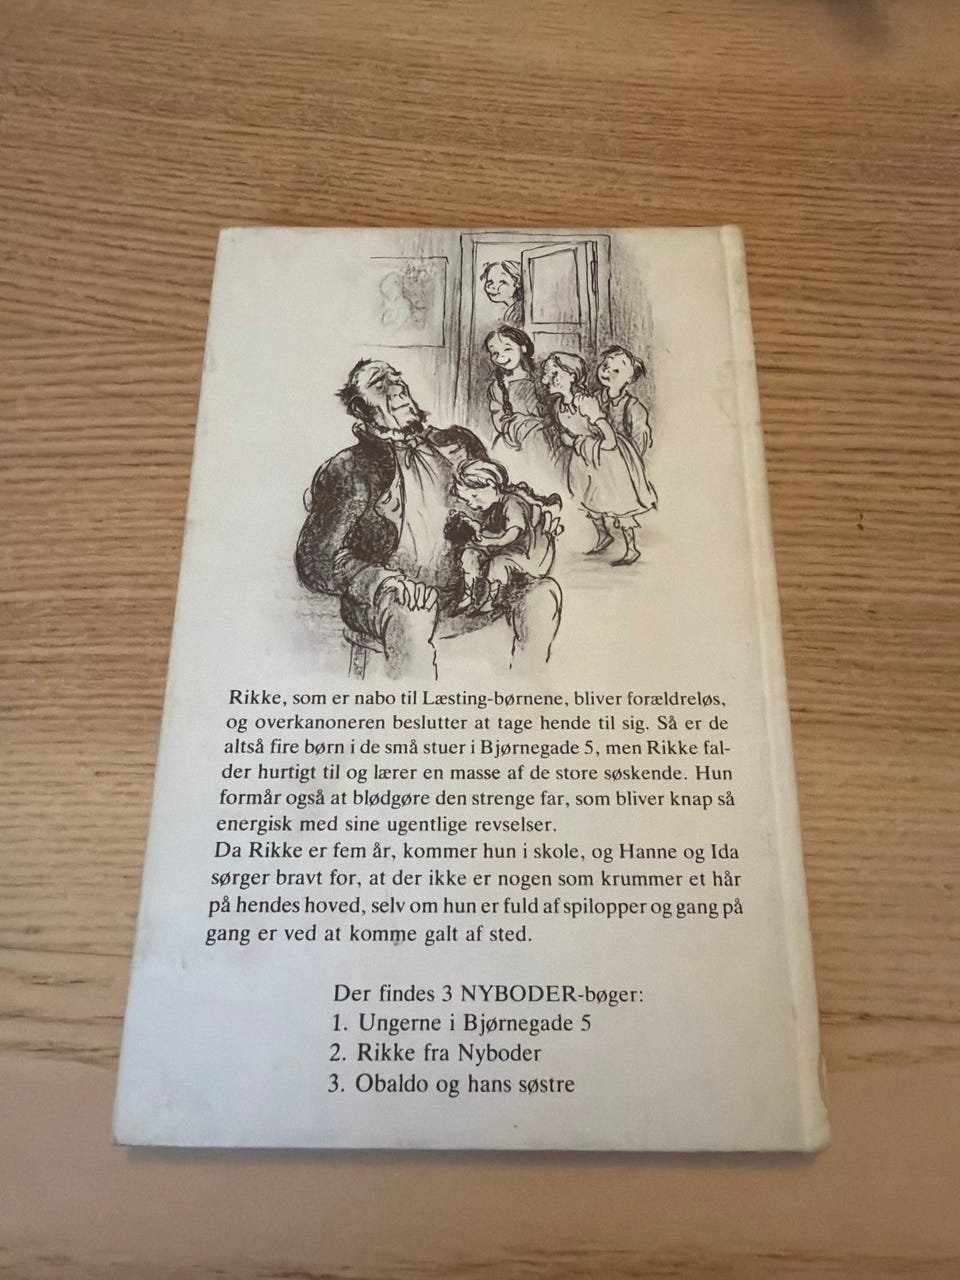 Rikke, som er nabo til Læsting-børnene, bliver forældreløs,
og overkanoneren beslutter at tage hende til sig. Så er de
altså fire børn i de små stuer i Bjørnegade 5, men Rikke fal-
der hurtigt til og lærer en masse af de store søskende. Hun
formår også at blødgøre den strenge far, som bliver knap så
energisk med sine ugentlige revselser.
Da Rikke er fem år, kommer hun i skole, og Hanne og Ida
sørger bravt for, at der ikke er nogen som krummer et hår
på hendes hoved, selv om hun er fuld af spilopper og gang på
gang er ved at komme galt af sted.
Der findes 3 NYBODER-bøger:
1. Ungerne i Bjørnegade 5
2. Rikke fra Nyboder
3. Obaldo og hans søstre